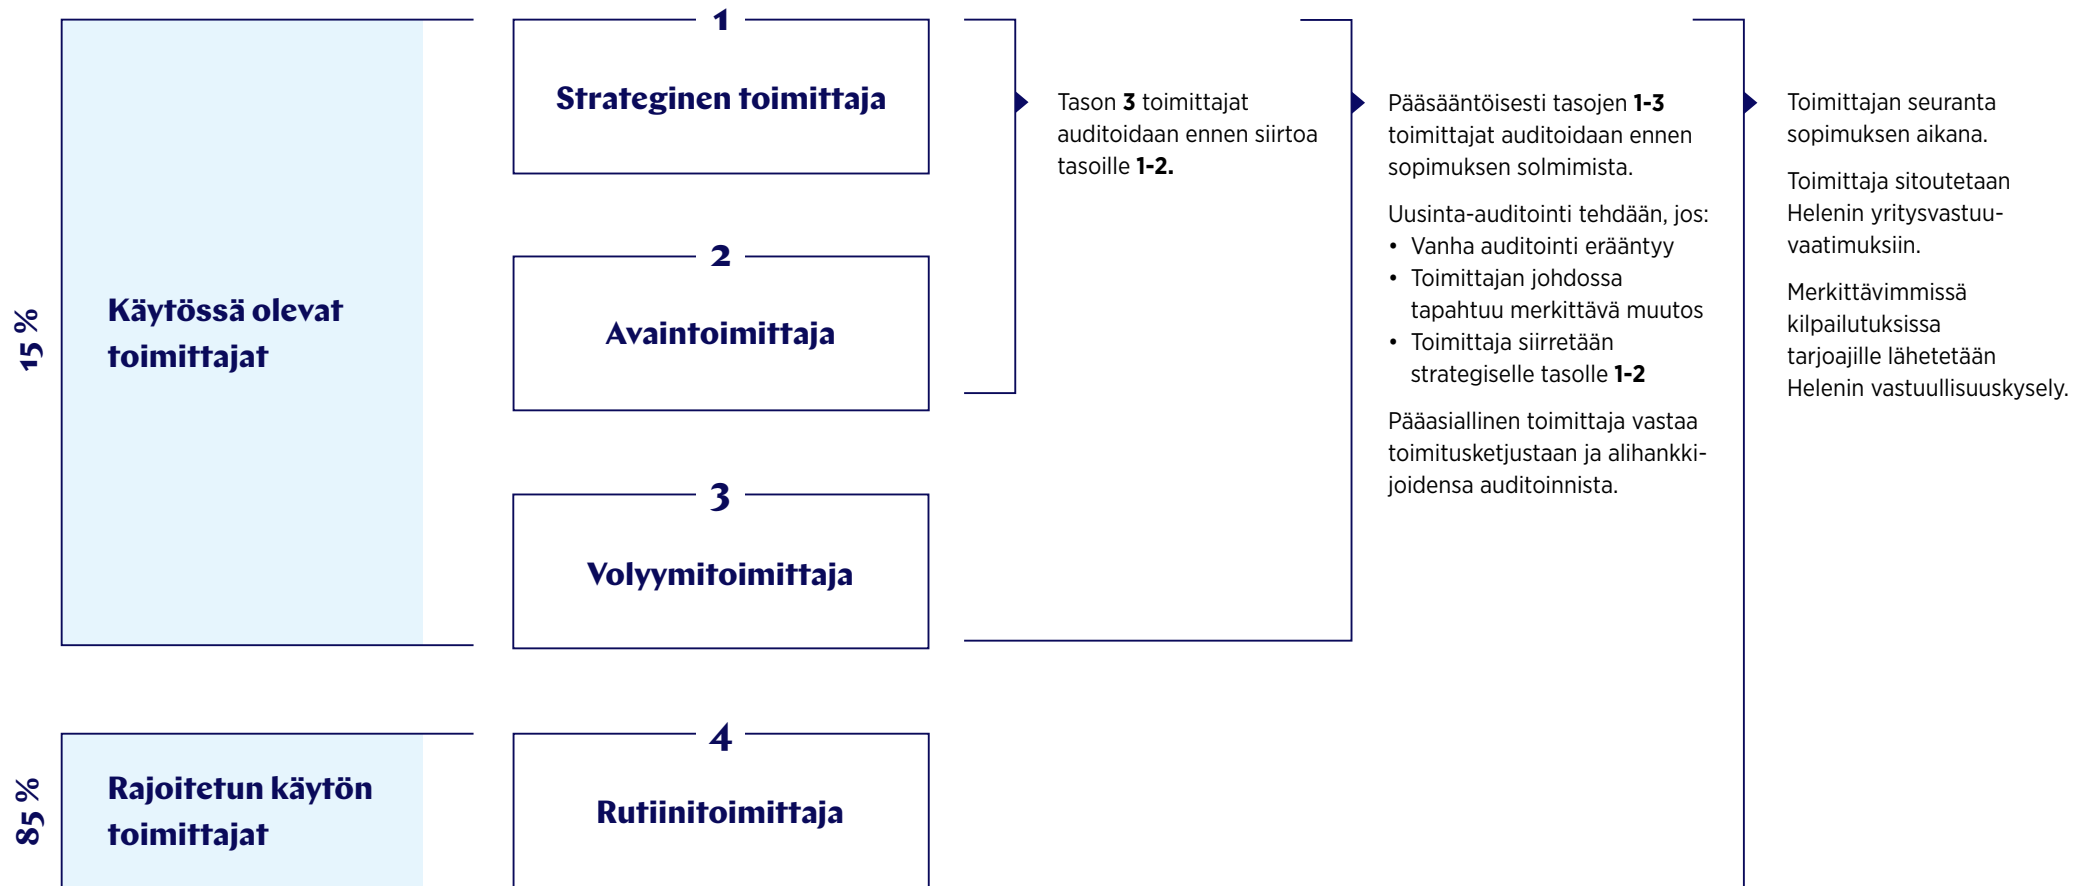 15 %
Käytössä olevat
toimittajat
1
Strateginen toimittaja
2
Avaintoimittaja
3
Volyymitoimittaja
85 %
Rajoitetun käytön
toimittajat
4
Rutiinitoimittaja
Tason 3 toimittajat
auditoidaan ennen siirtoa
tasoille 1-2.
Pääsääntöisesti tasojen 1-3
toimittajat auditoidaan ennen
sopimuksen solmimista.
Uusinta-auditointi tehdään, jos:
• Vanha auditointi erääntyy
• Toimittajan johdossa
tapahtuu merkittävä muutos
• Toimittaja siirretään
strategiselle tasolle 1-2
Pääasiallinen toimittaja vastaa
toimitusketjustaan ja alihankki-
joidensa auditoinnista.
Toimittajan seuranta
sopimuksen aikana.
Toimittaja sitoutetaan
Helenin yritysvastuu-
vaatimuksiin.
Merkittävimmissä
kilpailutuksissa
tarjoajille lähetetään
Helenin vastuullisuuskysely.